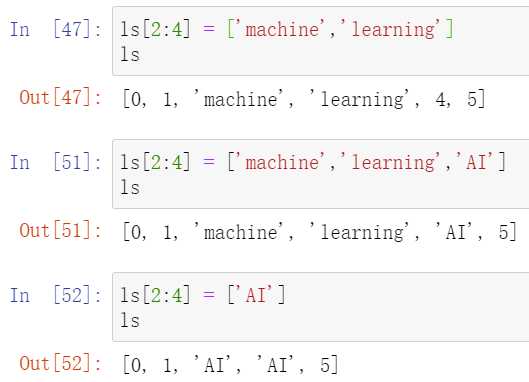 In [47]: ls[2:4] = ['machine','learning']
ls
Out[47]: [0, 1, 'machine', 'learning', 4, 5]
In [51]: ls[2:4] = ['machine','learning','AI']
ls
Out[51]: [0, 1, 'machine', 'learning', 'AI', 5]
In [52]: ls[2:4] = ['AI']
ls
Out[52]: [0, 1, 'AI', 'AI', 5]